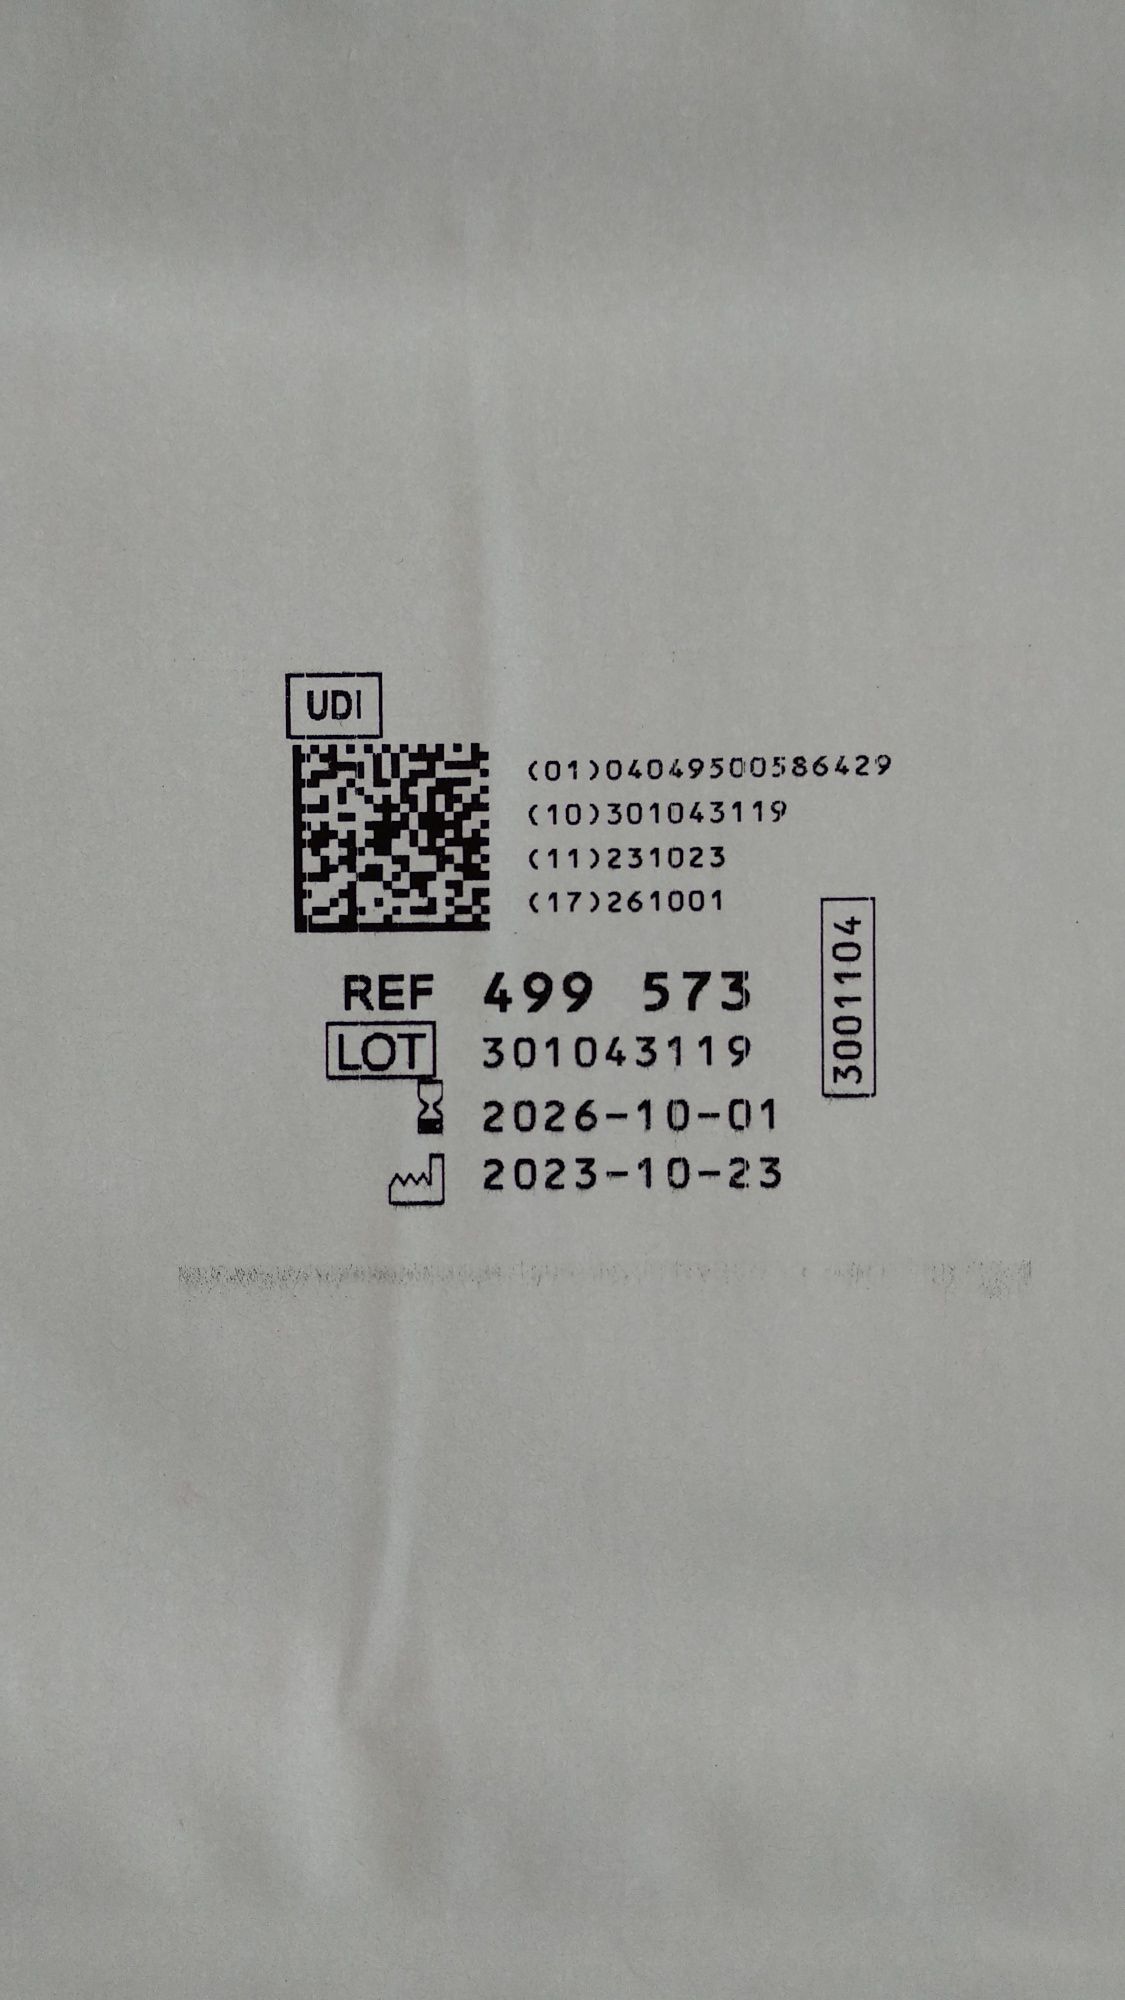 UDI
(01)04049500586429
(10)301043119
(11)231023
(17)261001
REF 499 573
LOT 301043119
2026-10-01
2023-10-23
3001104